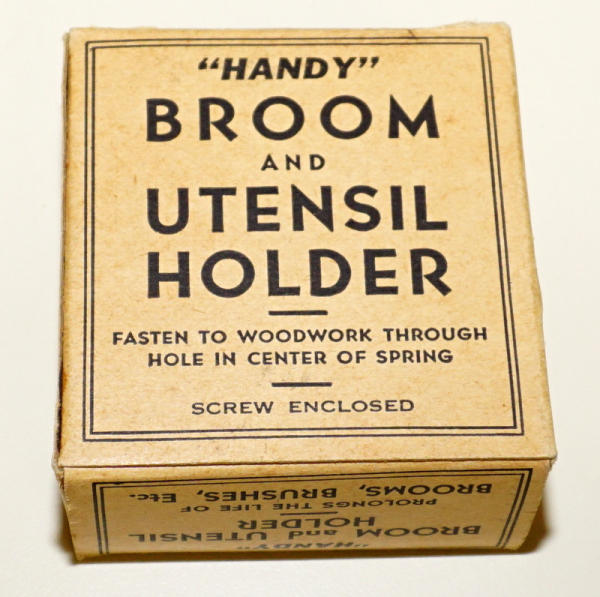 "HANDY"
BROOM
AND
UTENSIL
HOLDER
FASTEN TO WOODWORK THROUGH
HOLE IN CENTER OF SPRING
SCREW ENCLOSED
"HANDY"
BROOM and UTENSIL
HOLDER
PROLONGS THE LIFE OF
BROOMS, BRUSHES, Etc.